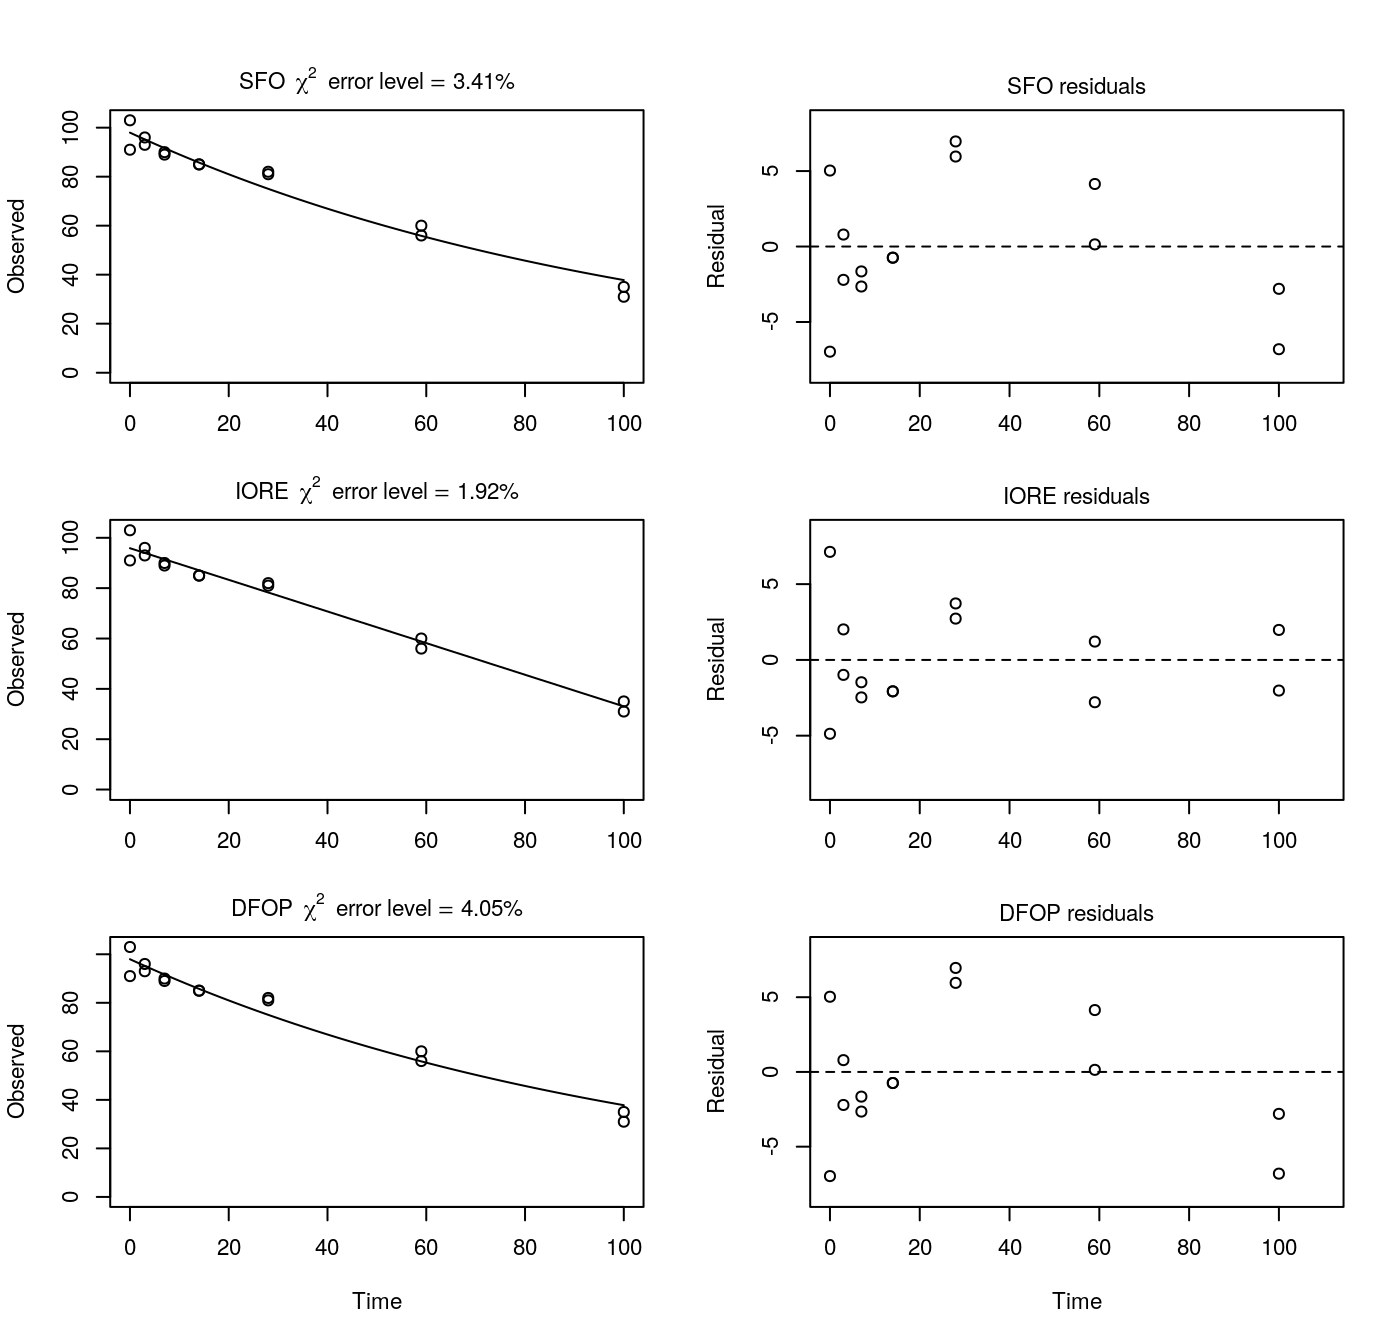 SFO χ² error level = 3.41%
Observed
100
80
60
40
20
0
0 20 40 60 80 100
SFO residuals
Residual
5
0
-5
0 20 40 60 80 100
IORE χ² error level = 1.92%
Observed
100
80
60
40
20
0
0 20 40 60 80 100
IORE residuals
Residual
5
0
-5
0 20 40 60 80 100
DFOP χ² error level = 4.05%
Observed
80
60
40
20
0
0 20 40 60 80 100
Time
DFOP residuals
Residual
5
0
-5
0 20 40 60 80 100
Time